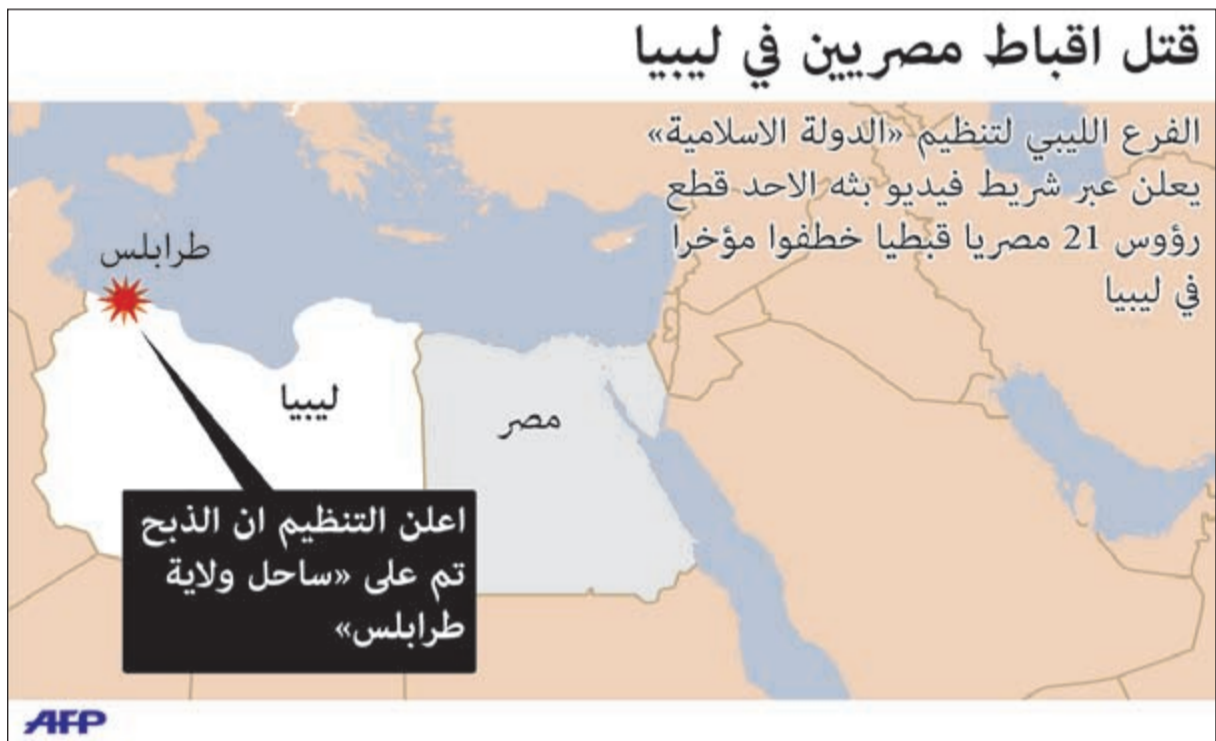 قتل اقباط مصريين في ليبيا
الفرع الليبي لتنظيم «الدولة الاسلامية»
يعلن عبر شريط فيديو بثه الاحد قطع
رؤوس 21 مصريا قبطيا خطفوا مؤخرا
في ليبيا
طرابلس
ليبيا
مصر
اعلن التنظيم ان الذبح
تم على «ساحل ولاية
طرابلس»
AFP